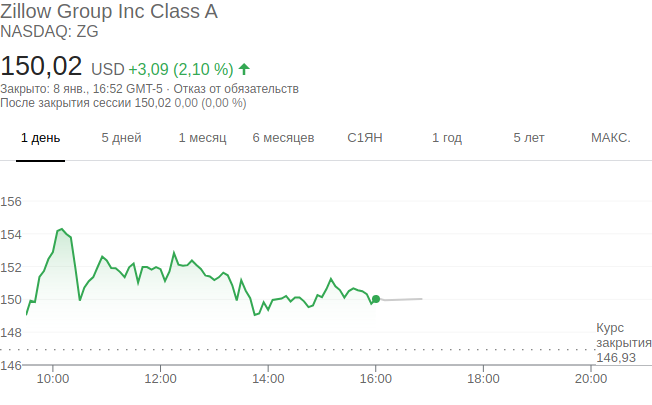 Zillow Group Inc Class A
NASDAQ: ZG
150,02 USD +3,09 (2,10 %)
Закрыто: 8 янв., 16:52 GMT-5 · Отказ от обязательств
После закрытия сессии 150,02 0,00 (0,00 %)
1 день 5 дней 1 месяц 6 месяцев С1ЯН 1 год 5 лет МАКС.
156
154
152
150
148
Курс
закрытия
146,93
146
10:00 12:00 14:00 16:00 18:00 20:00